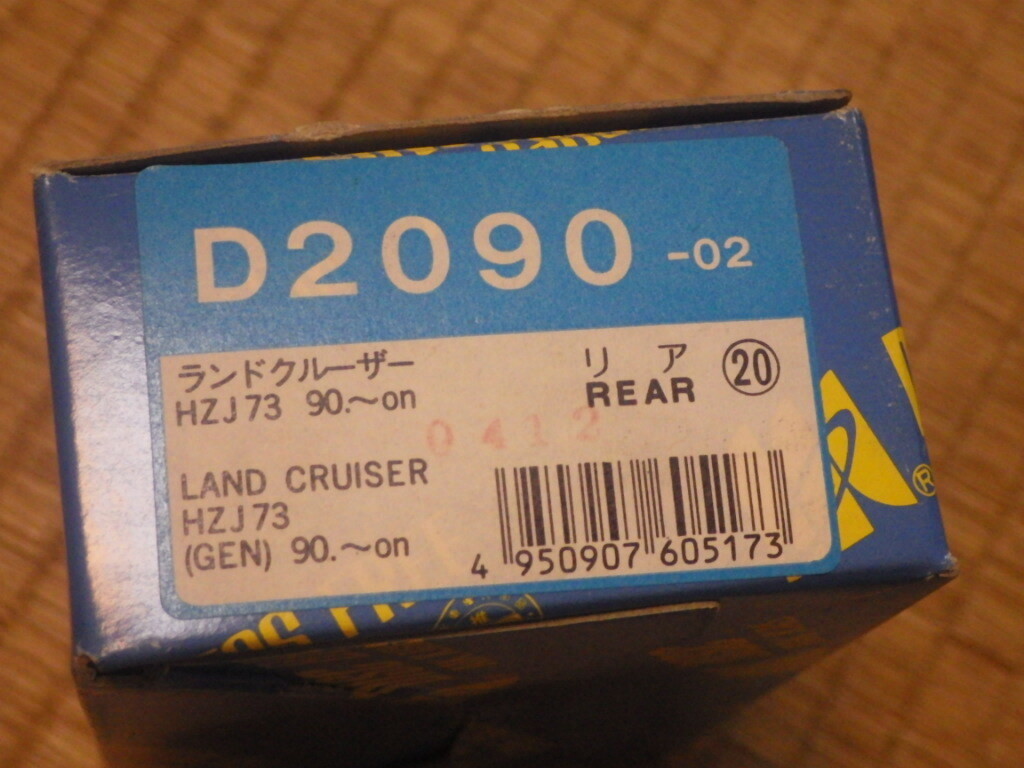 D2090 -02
ランドクルーザー リア 20
HZJ73 90.～on REAR
0412
LAND CRUISER
HZJ73
(GEN) 90.～on
4 950907 605173
®